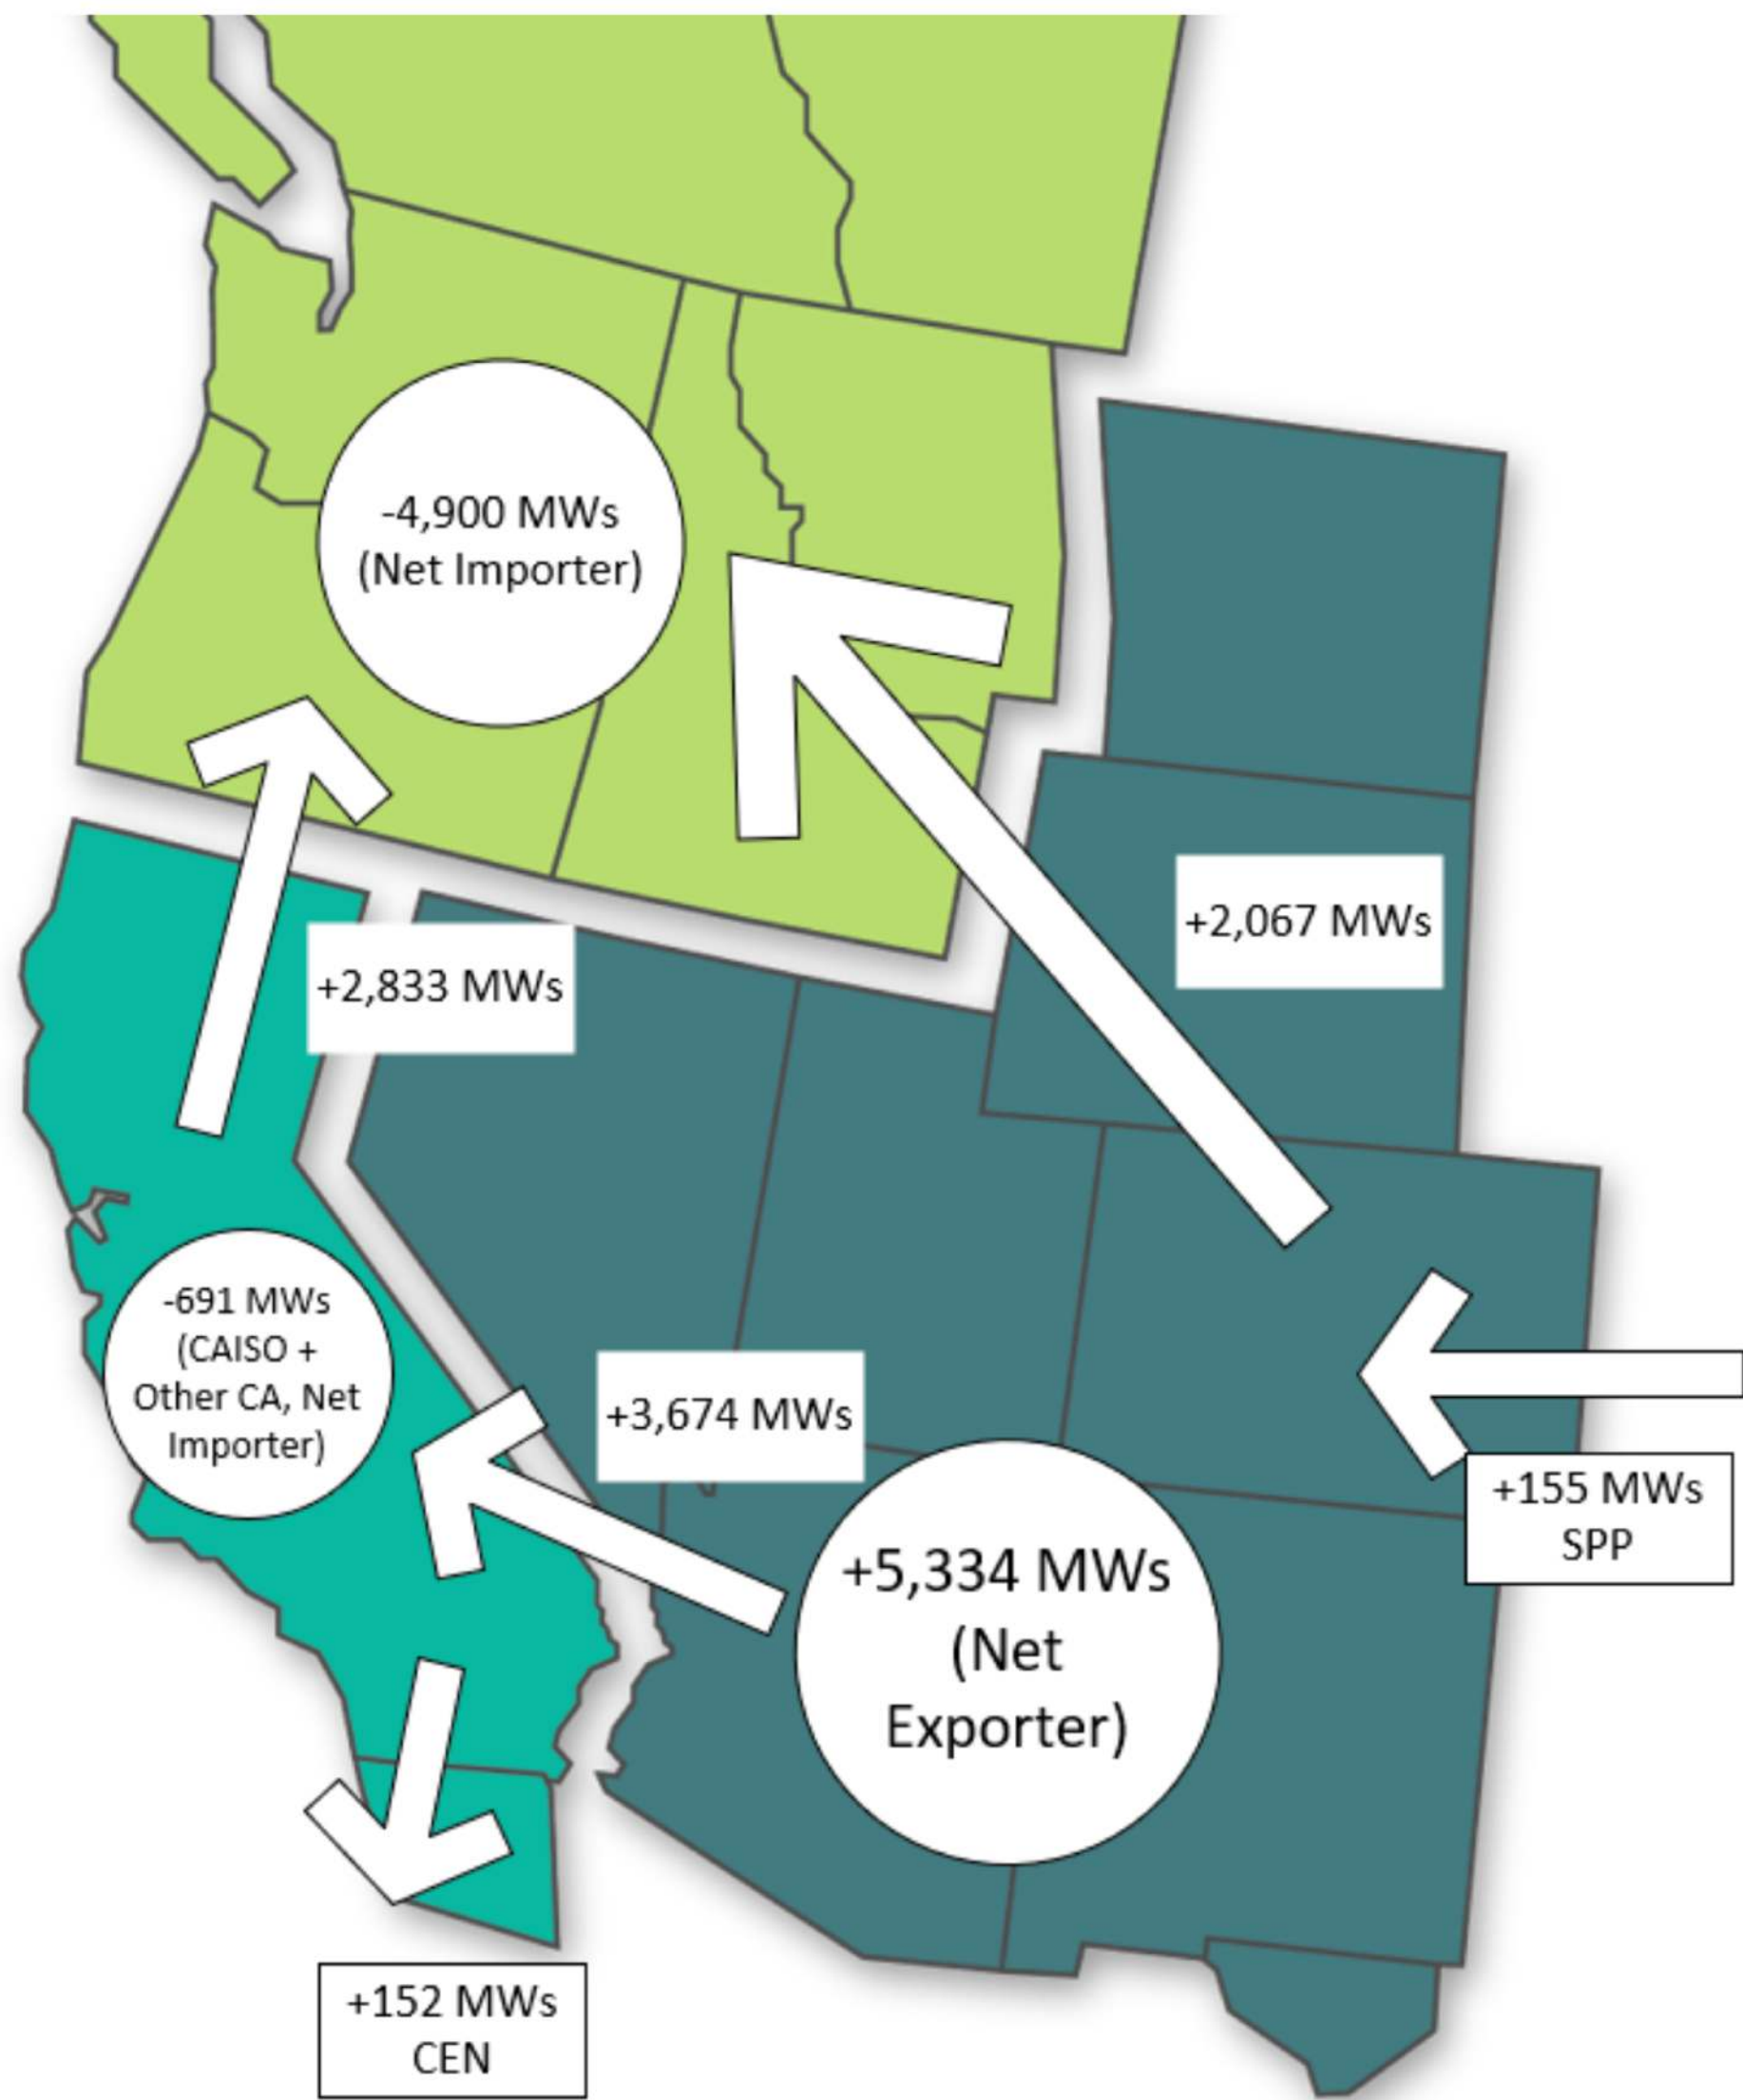 -4,900 MWs
(Net Importer)
+2,067 MWs
+2,833 MWs
-691 MWs
(CAISO +
Other CA, Net
Importer)
+3,674 MWs
+155 MWs
SPP
+5,334 MWs
(Net
Exporter)
+152 MWs
CEN